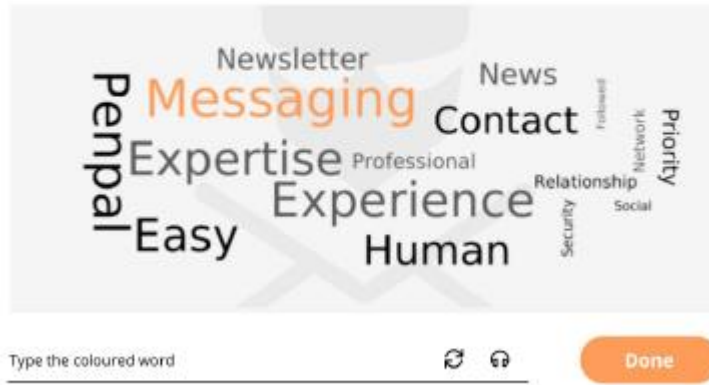 Newsletter
News
Messaging
Penpal
Contact
Followed
Network
Priority
Expertise
Professional
Relationship
Experience
Social
Security
Easy
Human
Type the coloured word
Done